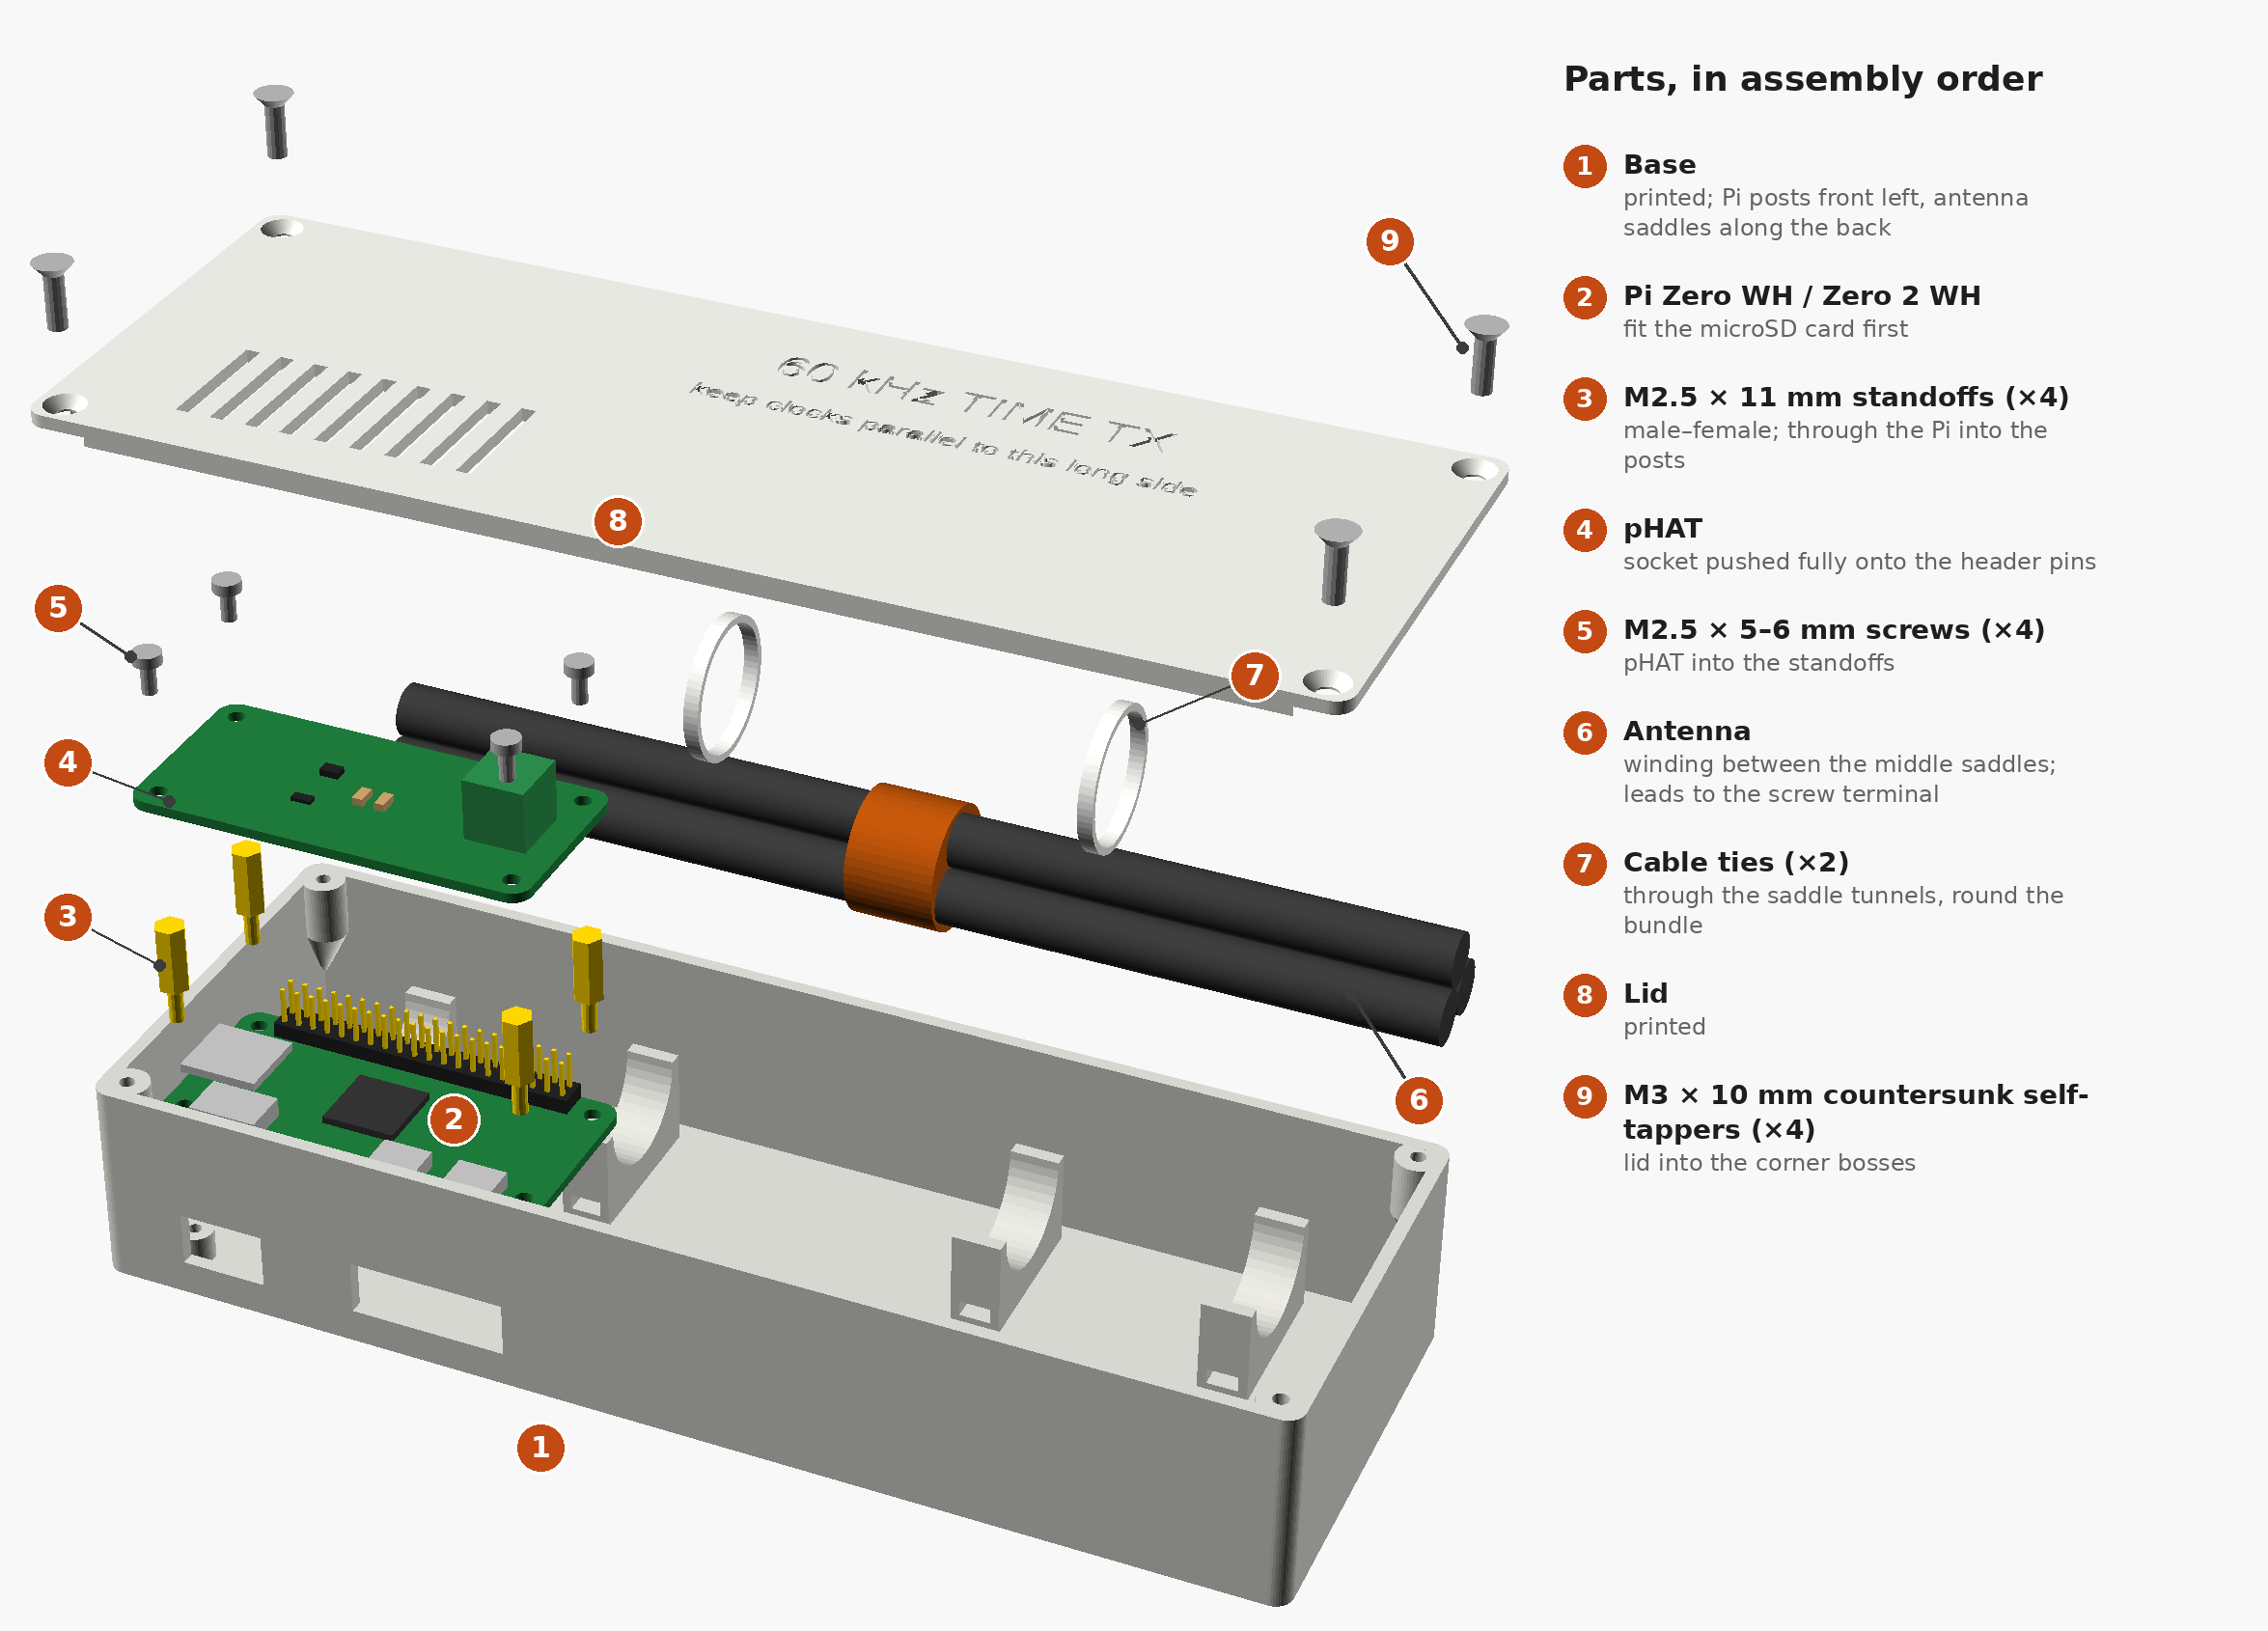 Parts, in assembly order
1 Base
printed; Pi posts front left, antenna
saddles along the back
2 Pi Zero WH / Zero 2 WH
fit the microSD card first
3 M2.5 × 11 mm standoffs (×4)
male–female; through the Pi into the
posts
4 pHAT
socket pushed fully onto the header pins
5 M2.5 × 5–6 mm screws (×4)
pHAT into the standoffs
6 Antenna
winding between the middle saddles;
leads to the screw terminal
7 Cable ties (×2)
through the saddle tunnels, round the
bundle
8 Lid
printed
9 M3 × 10 mm countersunk self-
tappers (×4)
lid into the corner bosses
9
60 kHz TIME TX
keep clocks parallel to this long side
8
5
7
4
3
2
6
1